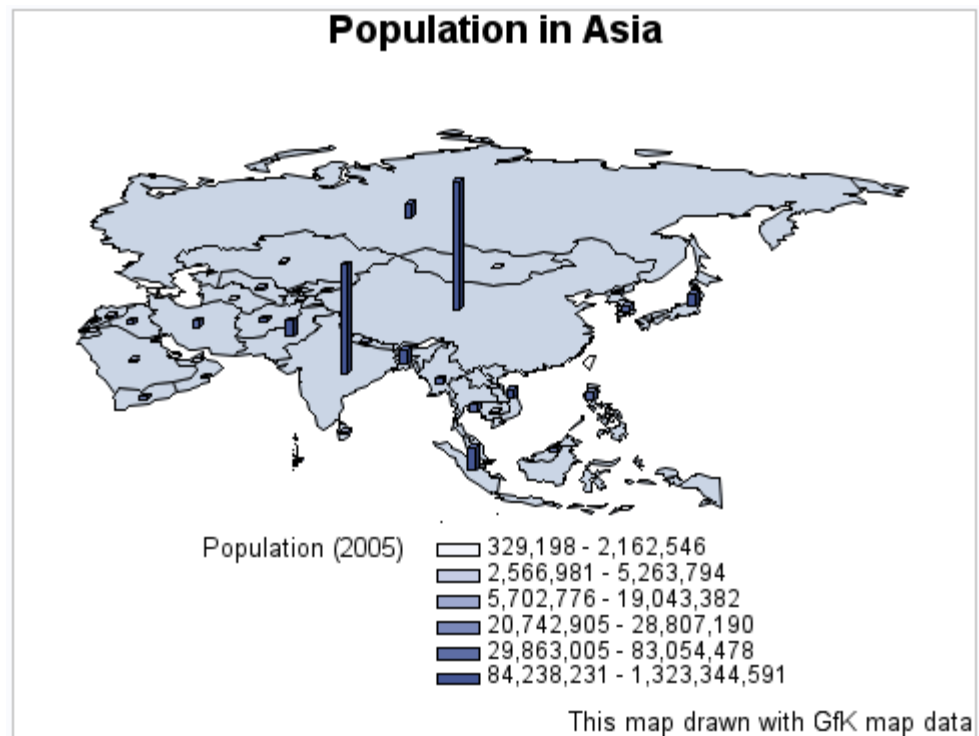 Population in Asia
Population (2005)
329,198 - 2,162,546
2,566,981 - 5,263,794
5,702,776 - 19,043,382
20,742,905 - 28,807,190
29,863,005 - 83,054,478
84,238,231 - 1,323,344,591
This map drawn with GfK map data